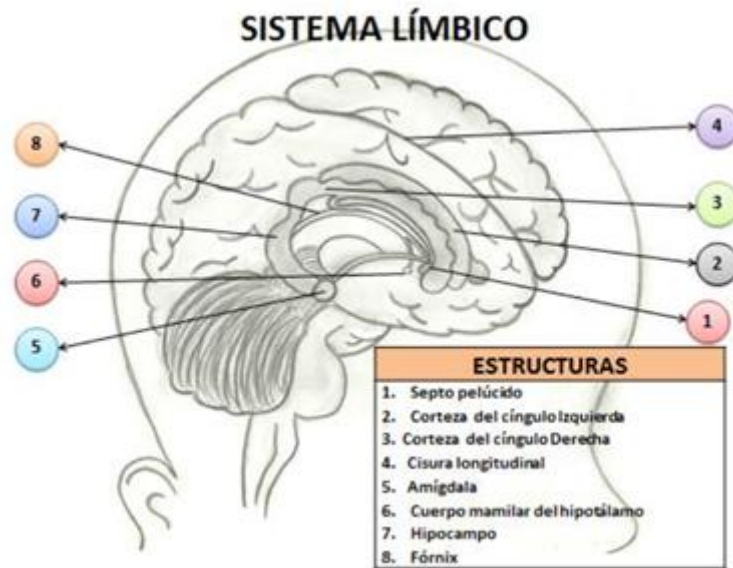 SISTEMA LÍMBICO
8
4
7
3
6
2
5
1
ESTRUCTURAS
1. Septo pelúcido
2. Corteza del cíngulo Izquierda
3. Corteza del cíngulo Derecha
4. Cisura longitudinal
5. Amígdala
6. Cuerpo mamilar del hipotálamo
7. Hipocampo
8. Fórnix